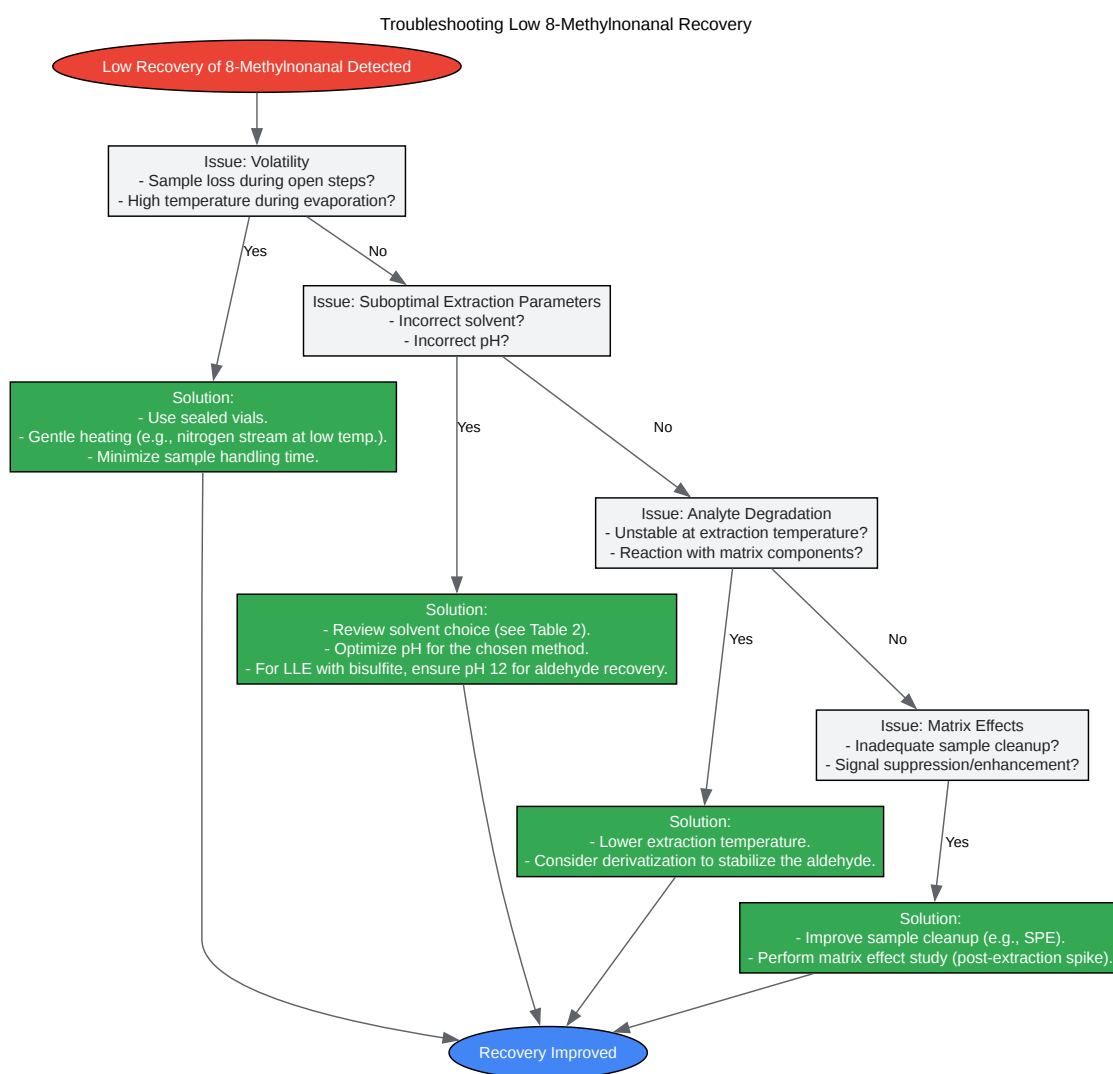 Troubleshooting Low 8-Methylnonanal Recovery
Low Recovery of 8-Methylnonanal Detected
Issue: Volatility
- Sample loss during open steps?
- High temperature during evaporation?
Yes
No
Issue: Suboptimal Extraction Parameters
- Incorrect solvent?
- Incorrect pH?
Solution:
- Use sealed vials.
- Gentle heating (e.g., nitrogen stream at low temp.).
- Minimize sample handling time.
Yes
No
Issue: Analyte Degradation
- Unstable at extraction temperature?
- Reaction with matrix components?
Solution:
- Review solvent choice (see Table 2).
- Optimize pH for the chosen method.
- For LLE with bisulfite, ensure pH 12 for aldehyde recovery.
Yes
No
Issue: Matrix Effects
- Inadequate sample cleanup?
- Signal suppression/enhancement?
Solution:
- Lower extraction temperature.
- Consider derivatization to stabilize the aldehyde.
Yes
Solution:
- Improve sample cleanup (e.g., SPE).
- Perform matrix effect study (post-extraction spike).
Recovery Improved